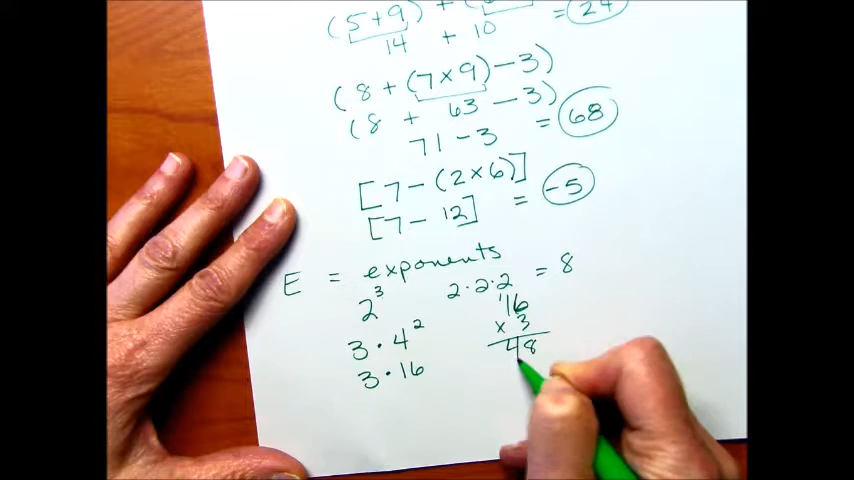 (5+9) + ( = 24
14 + 10
(8 + (7 × 9) − 3)
(8 + 63 − 3) = 68
71 − 3
[7 − (2 × 6)]
[7 − 12] = −5
E = exponents
2³ 2·2·2 = 8
¹16
3 · 4² × 3
3 · 16 48